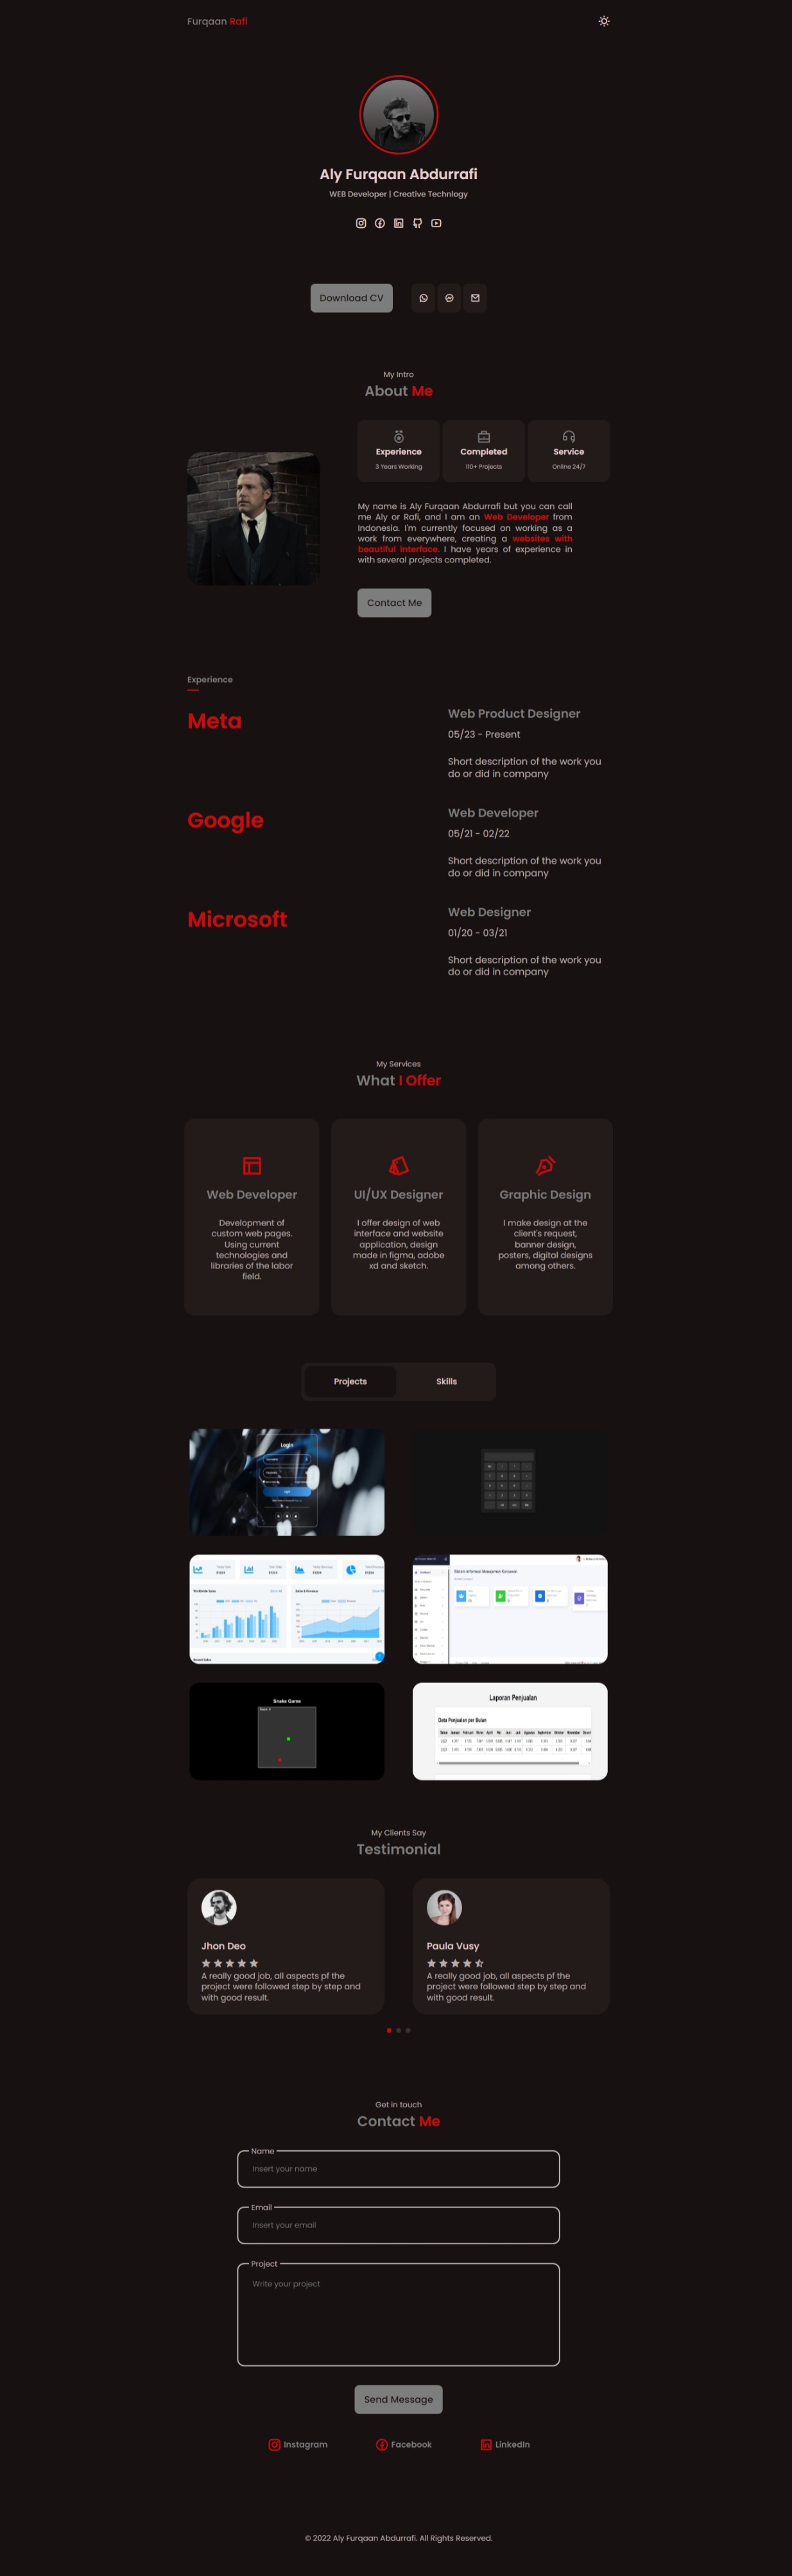 Furqaan Rafi
Aly Furqaan Abdurrafi
WEB Developer | Creative Technlogy
Download CV
My Intro
About Me
Experience
3 Years Working
Completed
110+ Projects
Service
Online 24/7
My name is Aly Furqaan Abdurrafi but you can call
me Aly or Rafi, and I am an Web Developer from
Indonesia. I'm currently focused on working as a
work from everywhere, creating a websites with
beautiful interface. I have years of experience in
with several projects completed.
Contact Me
Experience
Meta
Web Product Designer
05/23 - Present
Short description of the work you
do or did in company
Google
Web Developer
05/21 - 02/22
Short description of the work you
do or did in company
Microsoft
Web Designer
01/20 - 03/21
Short description of the work you
do or did in company
My Services
What I Offer
Web Developer
Development of
custom web pages.
Using current
technologies and
libraries of the labor
field.
UI/UX Designer
I offer design of web
interface and website
application, design
made in figma, adobe
xd and sketch.
Graphic Design
I make design at the
client's request,
banner design,
posters, digital designs
among others.
Projects
Skills
Login
Sistem Informasi Manajemen Karyawan
Snake Game
Laporan Penjualan
Data Penjualan per Bulan
My Clients Say
Testimonial
Jhon Deo
A really good job, all aspects pf the
project were followed step by step and
with good result.
Paula Vusy
A really good job, all aspects pf the
project were followed step by step and
with good result.
Get in touch
Contact Me
Name
Insert your name
Email
Insert your email
Project
Write your project
Send Message
Instagram
Facebook
LinkedIn
© 2022 Aly Furqaan Abdurrafi. All Rights Reserved.